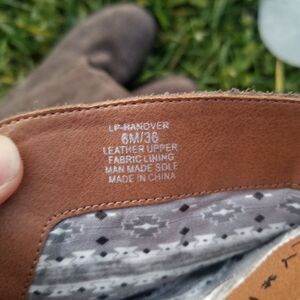 LP-HANOVER
6M/36
LEATHER UPPER
FABRIC LINING
MAN MADE SOLE
MADE IN CHINA